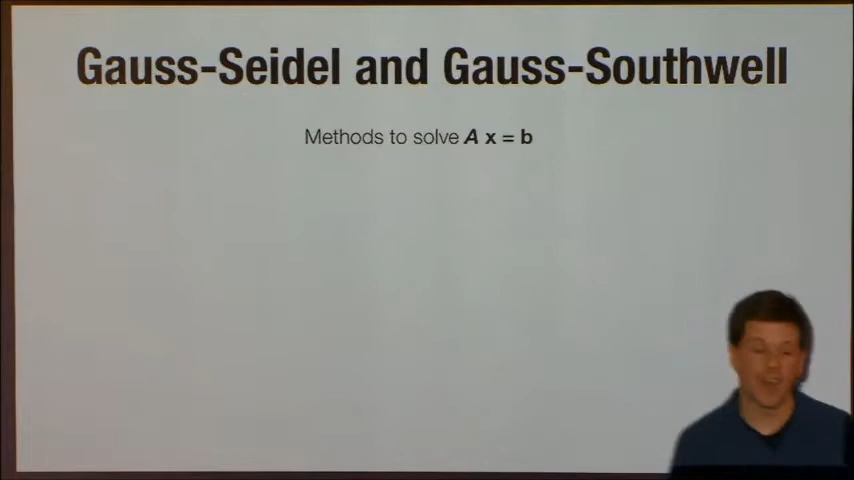 Gauss-Seidel and Gauss-Southwell
Methods to solve A x = b